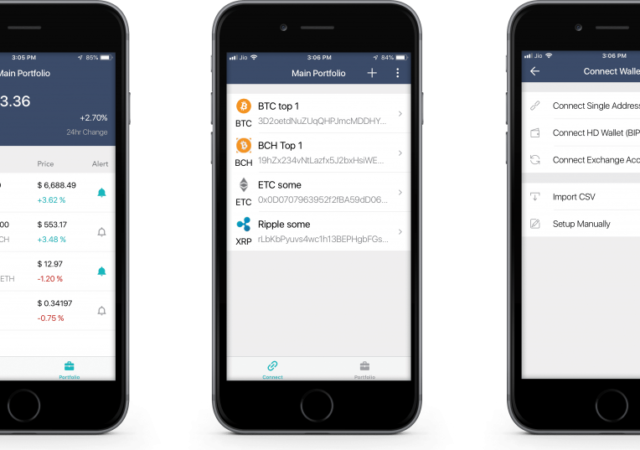 3:05 PM
85%
Main Portfolio
3.36
+2.70%
24hr Change
Price
Alert
$ 6,688.49
+3.62 %
00
$ 553.17
CH
+3.48 %
$ 12.97
ETH
-1.20 %
$ 0.34197
-0.75 %
Portfolio
Jio
3:06 PM
84%
Main Portfolio
BTC top 1
BTC
3D2oetdNuZUqQHPJmcMDDHY...
BCH Top 1
BCH
19hZx234vNtLazfx5J2bxHsiWE...
ETC some
ETC
0x0D0707963952f2fBA59dD06...
Ripple some
XRP
rLbKbPyuvs4wc1h13BEPHgbFGs...
Connect
Portfolio
Jio
3:06 PM
Connect Walle
Connect Single Address
Connect HD Wallet (BIP
Connect Exchange Acc
Import CSV
Setup Manually